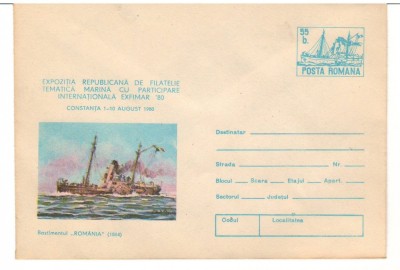 55
b.
POSTA ROMANA
EXPOZIȚIA REPUBLICANĂ DE FILATELIE
TEMATICĂ MARINĂ CU PARTICIPARE
INTERNAȚIONALĂ EXFIMAR '80
CONSTANȚA 1-10 AUGUST 1980
Destinatar
Strada Nr.
Blocul Scara Etajul Apart.
Sectorul Județul
Codul Localitatea
Bastimentul „ROMÂNIA" (1904)